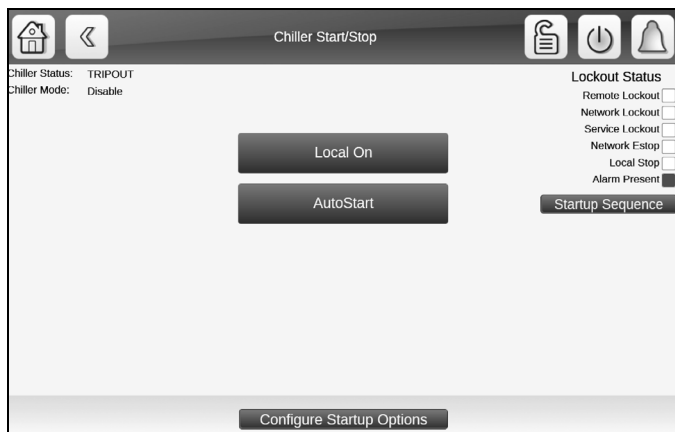 Chiller Start/Stop
Chiller Status: TRIPOUT
Chiller Mode: Disable
Lockout Status
Remote Lockout
Network Lockout
Service Lockout
Network Estop
Local Stop
Alarm Present
Local On
AutoStart
Startup Sequence
Configure Startup Options